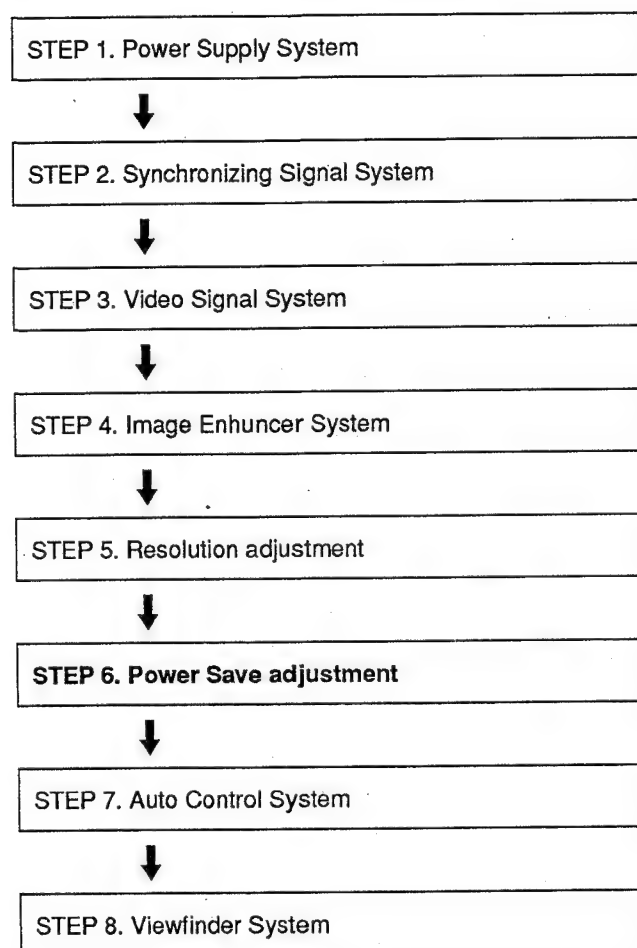 STEP 1. Power Supply System
STEP 2. Synchronizing Signal System
STEP 3. Video Signal System
STEP 4. Image Enhuncer System
STEP 5. Resolution adjustment
STEP 6. Power Save adjustment
STEP 7. Auto Control System
STEP 8. Viewfinder System